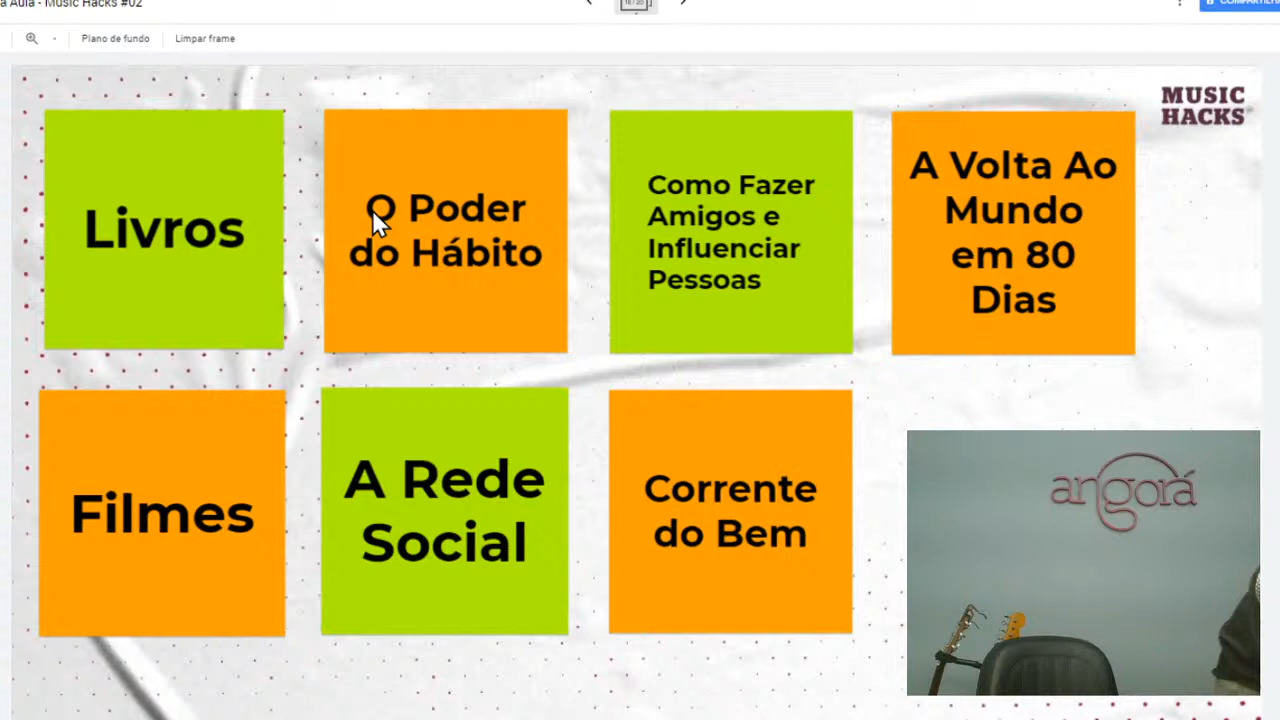 a Aula - Music Hacks #02
Plano de fundo
Limpar frame
MUSIC
HACKS
Livros
O Poder
do Hábito
Como Fazer
Amigos e
Influenciar
Pessoas
A Volta Ao
Mundo
em 80
Dias
Filmes
A Rede
Social
Corrente
do Bem
angorá